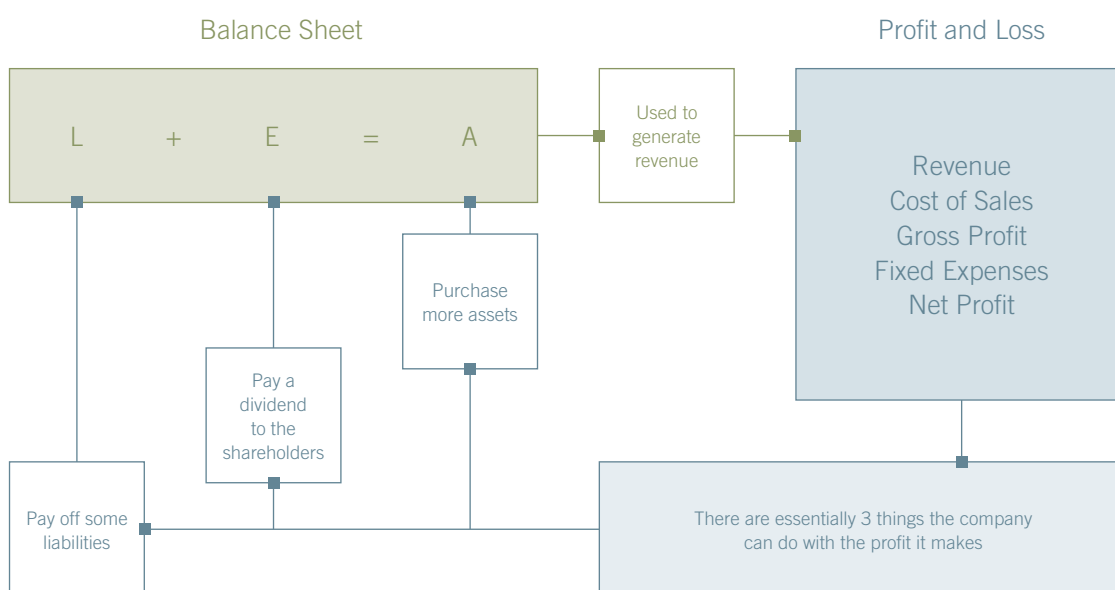 Balance Sheet
Profit and Loss
L + E = A
Used to
generate
revenue
Revenue
Cost of Sales
Gross Profit
Fixed Expenses
Net Profit
Purchase
more assets
Pay a
dividend
to the
shareholders
Pay off some
liabilities
There are essentially 3 things the company
can do with the profit it makes